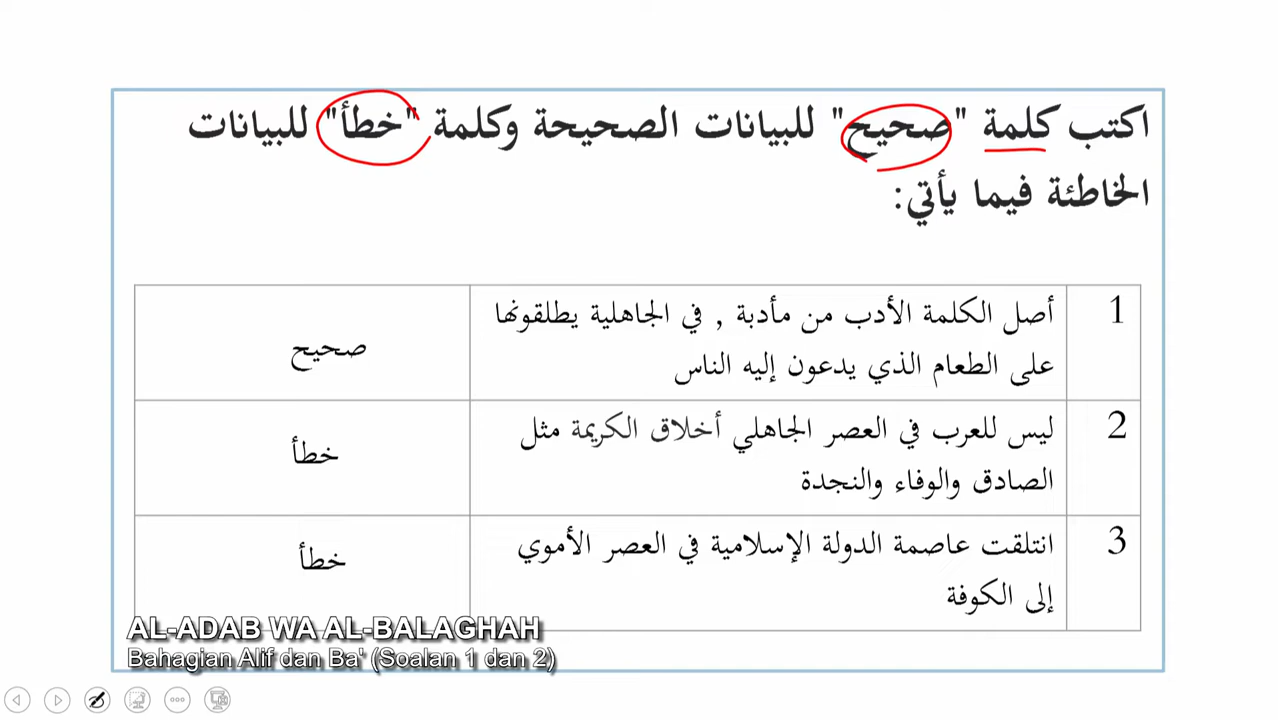 اكتب كلمة "صحيح" للبيانات الصحيحة وكلمة "خطأ" للبيانات
الخاطئة فيما يأتي:
1
أصل الكلمة الأدب من مأدبة , في الجاهلية يطلقونها
على الطعام الذي يدعون إليه الناس
صحيح
2
ليس للعرب في العصر الجاهلي أخلاق الكريمة مثل
الصادق والوفاء والنجدة
خطأ
3
انتلقت عاصمة الدولة الإسلامية في العصر الأموي
إلى الكوفة
خطأ
AL-ADAB WA AL-BALAGHAH
Bahagian Alif dan Ba' (Soalan 1 dan 2)